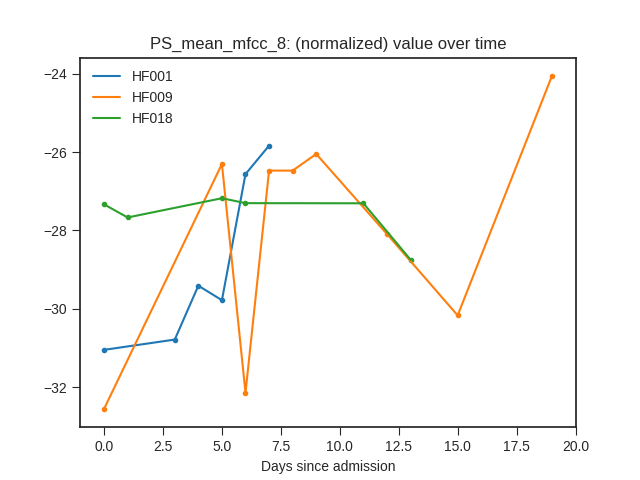 PS_mean_mfcc_8: (normalized) value over time
HF001
HF009
HF018
−24
−26
−28
−30
−32
0.0 2.5 5.0 7.5 10.0 12.5 15.0 17.5 20.0
Days since admission